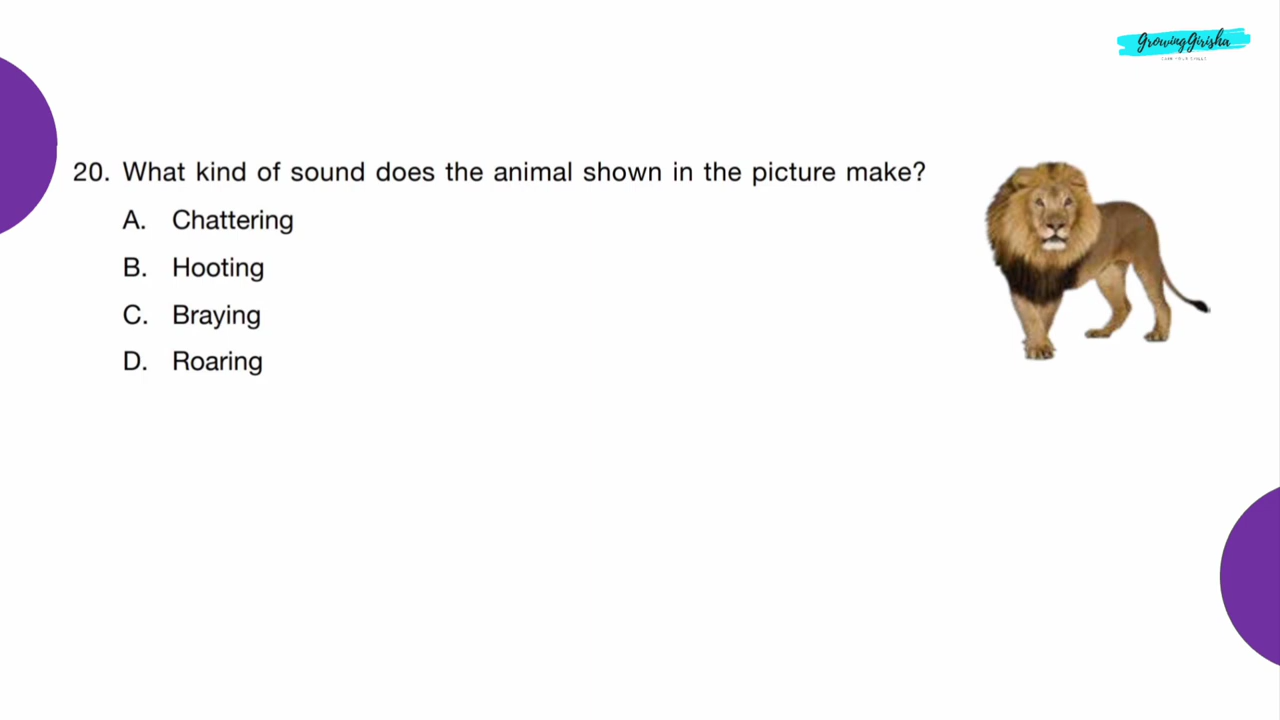 GrowingGirisha
20. What kind of sound does the animal shown in the picture make?
A. Chattering
B. Hooting
C. Braying
D. Roaring